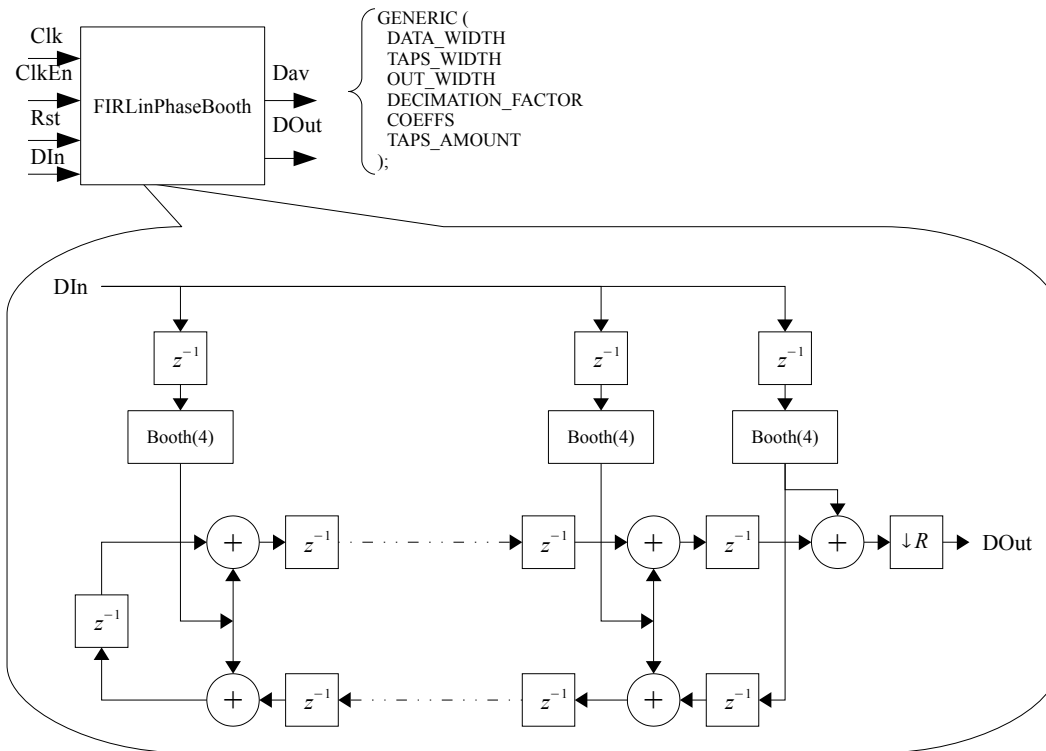 Clk
ClkEn
Rst
DIn
FIRLinPhaseBooth
Dav
DOut
GENERIC (
DATA_WIDTH
TAPS_WIDTH
OUT_WIDTH
DECIMATION_FACTOR
COEFFS
TAPS_AMOUNT
);
DIn
z⁻¹ z⁻¹ z⁻¹
Booth(4) Booth(4) Booth(4)
+ z⁻¹ z⁻¹ + z⁻¹ + ↓R DOut
z⁻¹
+ z⁻¹ z⁻¹ + z⁻¹